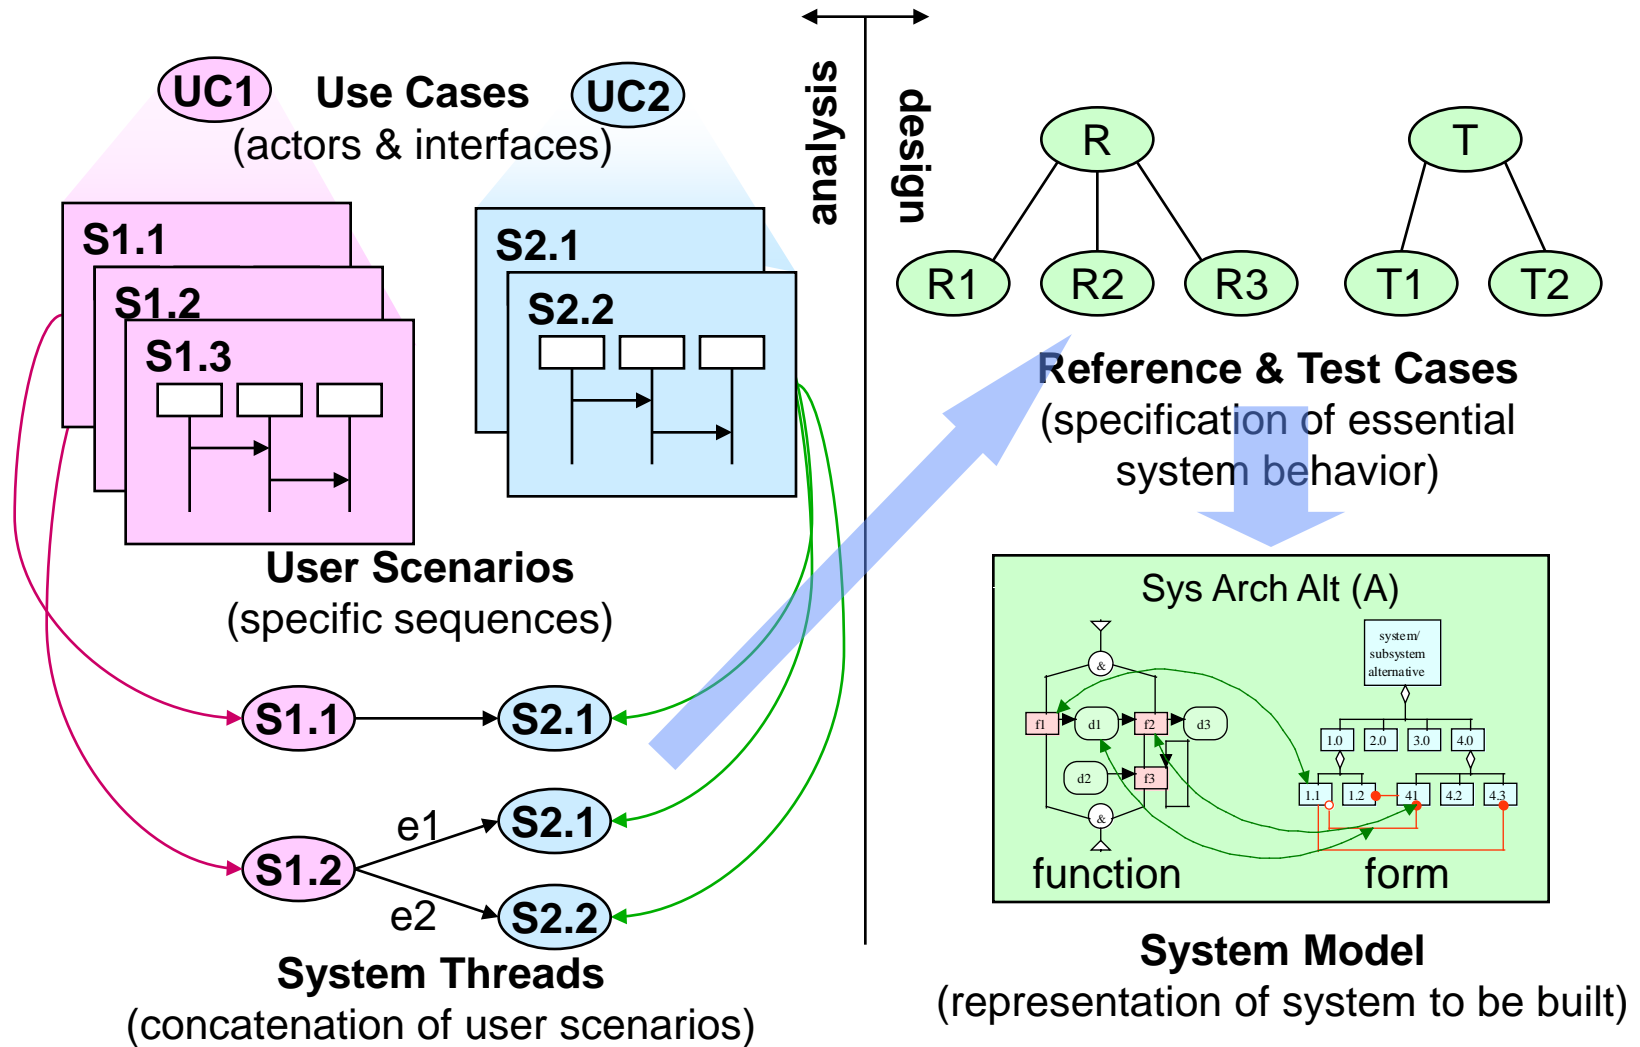 UC1
Use Cases
UC2
(actors & interfaces)
S1.1
S1.2
S1.3
S2.1
S2.2
User Scenarios
(specific sequences)
S1.1
S2.1
S1.2
e1
S2.1
e2
S2.2
System Threads
(concatenation of user scenarios)
analysis
design
R
T
R1
R2
R3
T1
T2
Reference & Test Cases
(specification of essential
system behavior)
Sys Arch Alt (A)
&
f1
d1
f2
d3
d2
f3
&
function
system/
subsystem
alternative
1.0
2.0
3.0
4.0
1.1
1.2
41
4.2
4.3
form
System Model
(representation of system to be built)